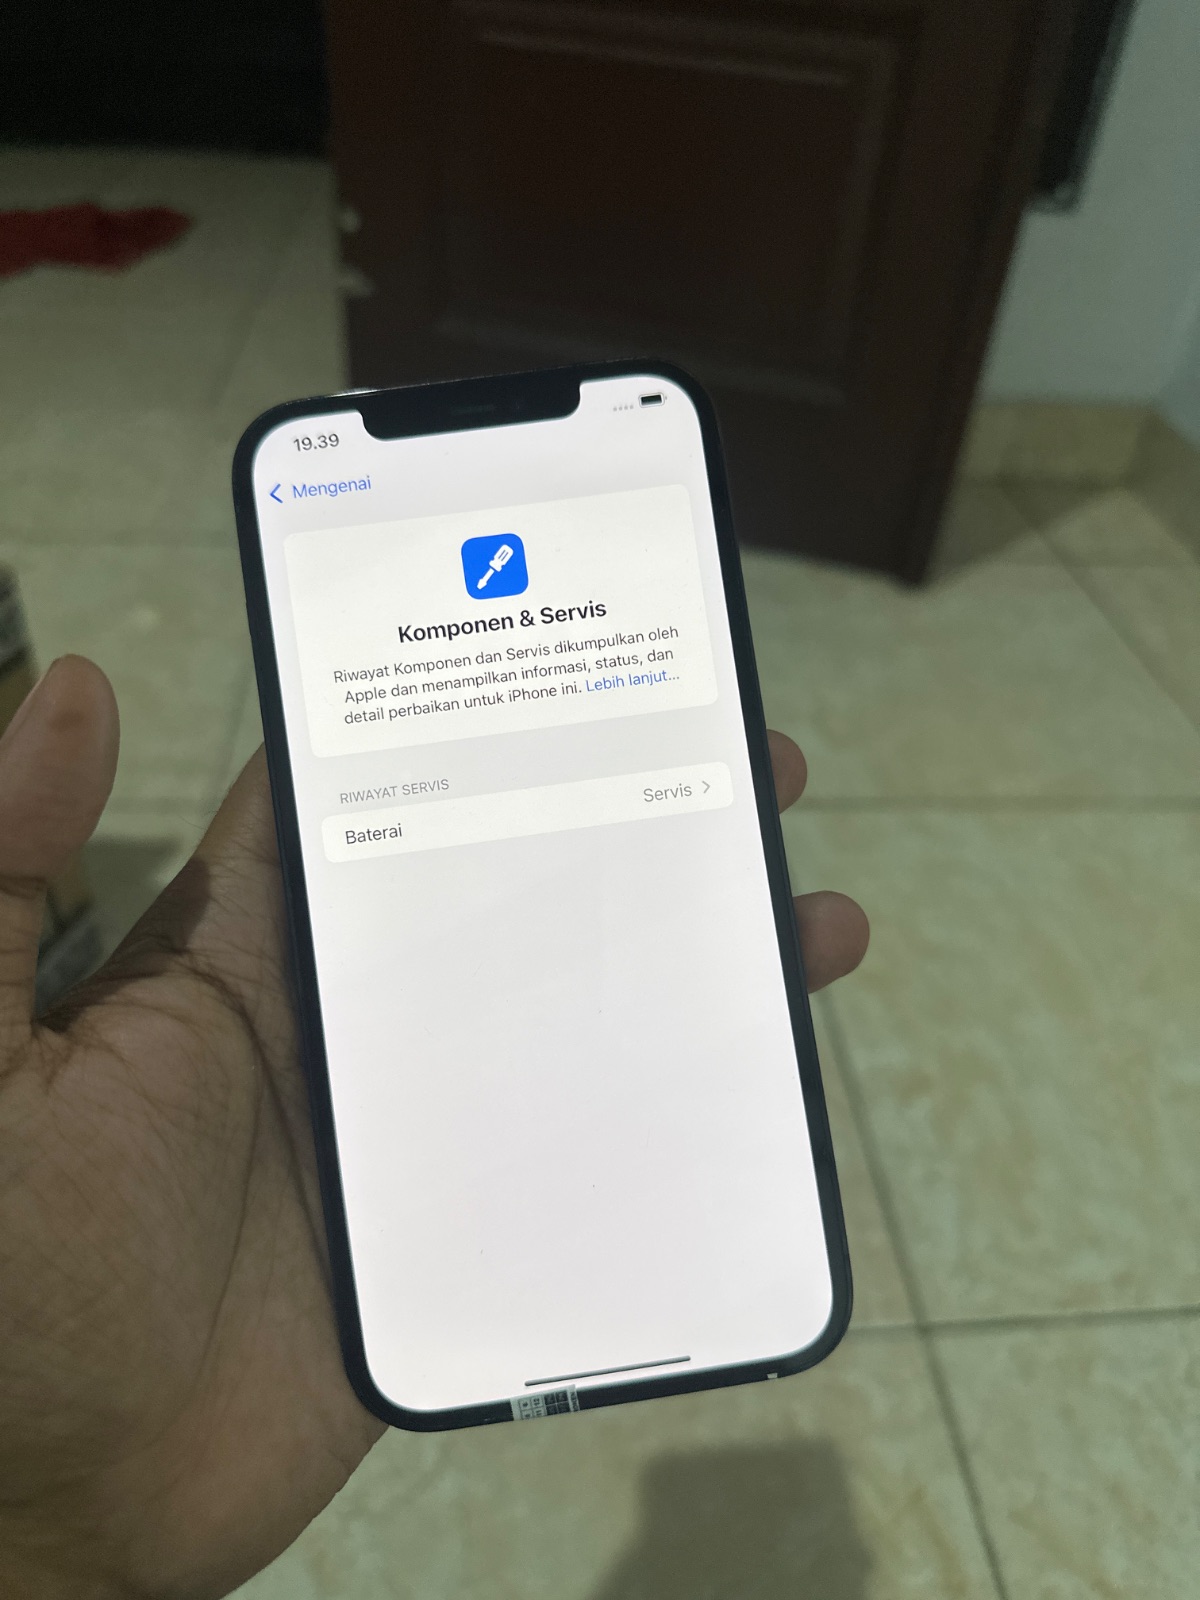 19.39
Mengenai
Komponen & Servis
Riwayat Komponen dan Servis dikumpulkan oleh
Apple dan menampilkan informasi, status, dan
detail perbaikan untuk iPhone ini. Lebih lanjut...
RIWAYAT SERVIS
Baterai Servis